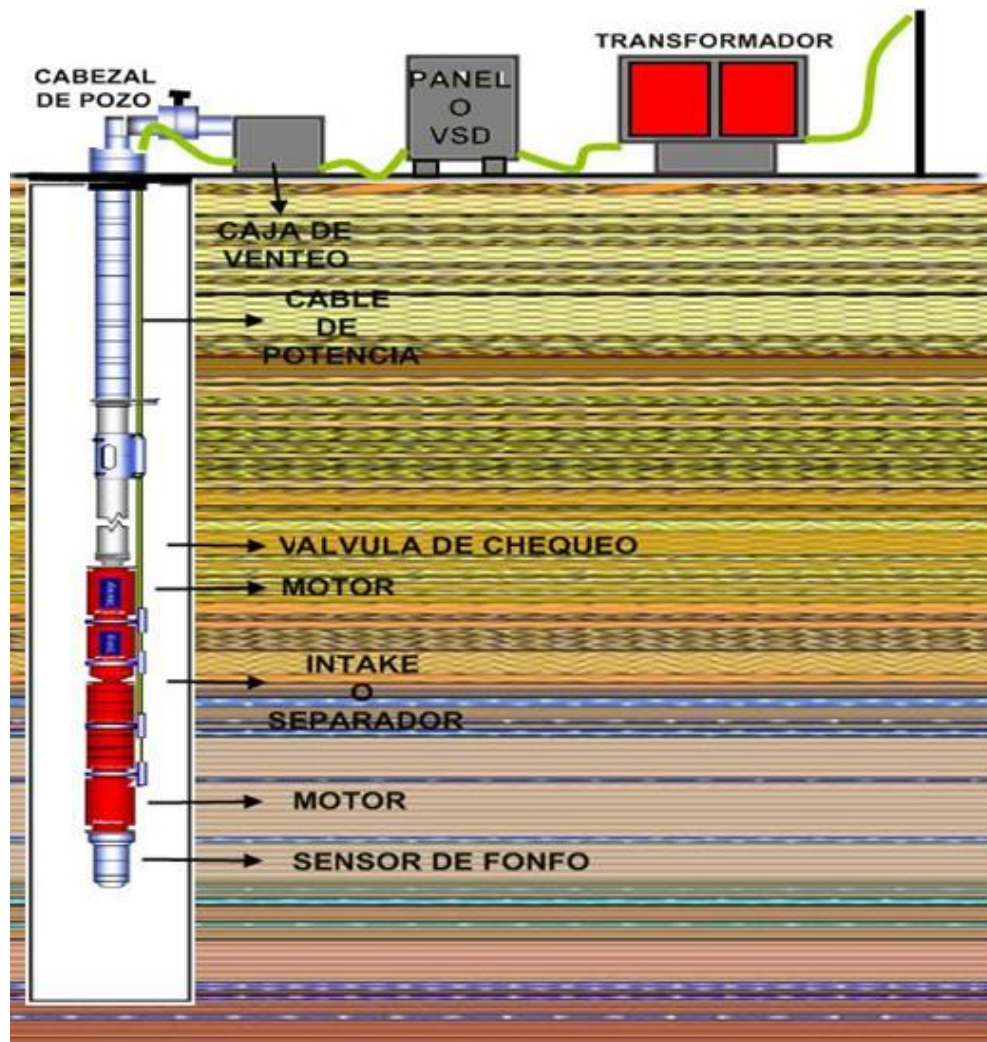 TRANSFORMADOR
CABEZAL
DE POZO
PANEL
O
VSD
CAJA DE
VENTEO
CABLE
DE
POTENCIA
VALVULA DE CHEQUEO
MOTOR
INTAKE
O
SEPARADOR
MOTOR
SENSOR DE FONFO